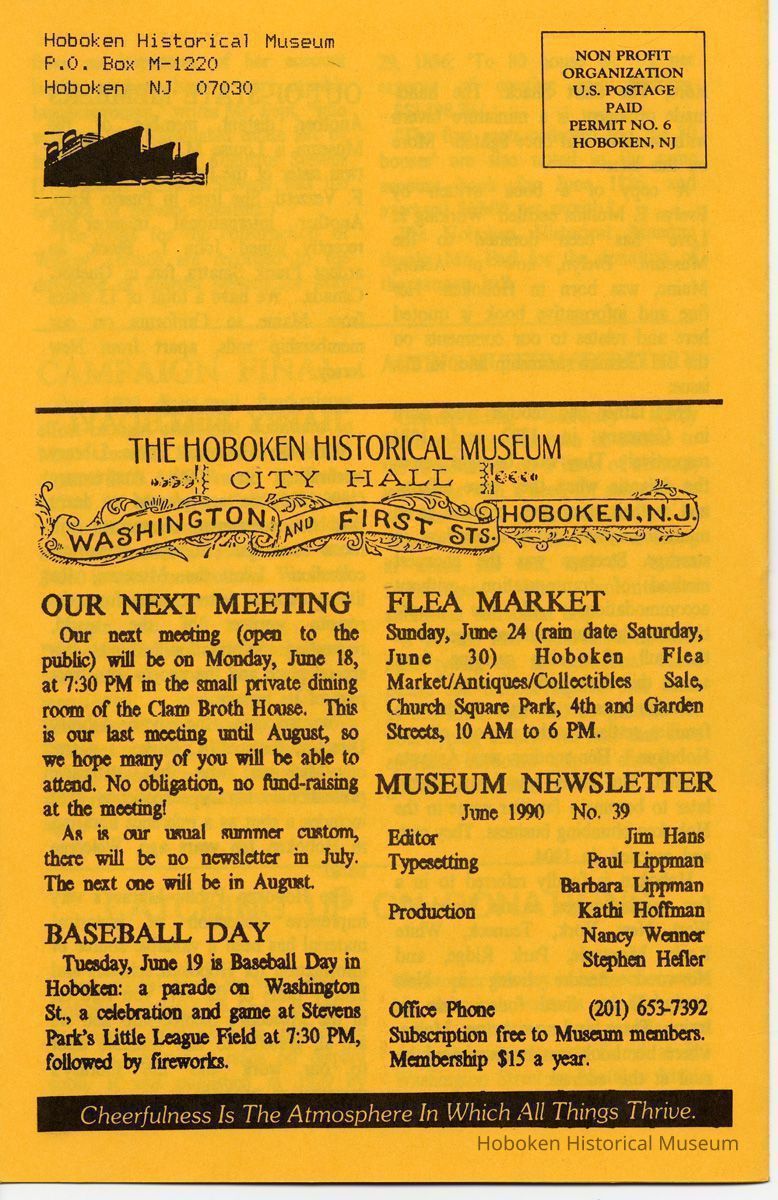 Hoboken Historical Museum
P.O. Box M-1220
Hoboken NJ 07030
NON PROFIT
ORGANIZATION
U.S. POSTAGE
PAID
PERMIT NO. 6
HOBOKEN, NJ
THE HOBOKEN HISTORICAL MUSEUM
CITY HALL
WASHINGTON AND FIRST STS. HOBOKEN, N.J.
OUR NEXT MEETING
Our next meeting (open to the
public) will be on Monday, June 18,
at 7:30 PM in the small private dining
room of the Clam Broth House. This
is our last meeting until August, so
we hope many of you will be able to
attend. No obligation, no fund-raising
at the meeting!
As is our usual summer custom,
there will be no newsletter in July.
The next one will be in August.
BASEBALL DAY
Tuesday, June 19 is Baseball Day in
Hoboken: a parade on Washington
St., a celebration and game at Stevens
Park's Little League Field at 7:30 PM,
followed by fireworks.
FLEA MARKET
Sunday, June 24 (rain date Saturday,
June 30) Hoboken Flea
Market/Antiques/Collectibles Sale,
Church Square Park, 4th and Garden
Streets, 10 AM to 6 PM.
MUSEUM NEWSLETTER
June 1990 No. 39
Editor Jim Hans
Typesetting Paul Lippman
Barbara Lippman
Production Kathi Hoffman
Nancy Wenner
Stephen Hefler
Office Phone (201) 653-7392
Subscription free to Museum members.
Membership $15 a year.
Cheerfulness Is The Atmosphere In Which All Things Thrive.
Hoboken Historical Museum